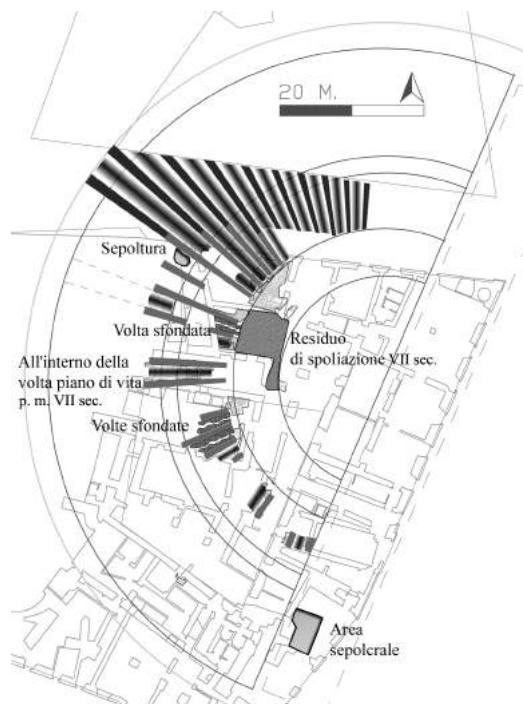 20 M.
Sepoltura
Volta sfondata
Residuo
di spoliazione VII sec.
All'interno della
volta piano di vita
p. m. VII sec.
Volte sfondate
Area
sepolcrale